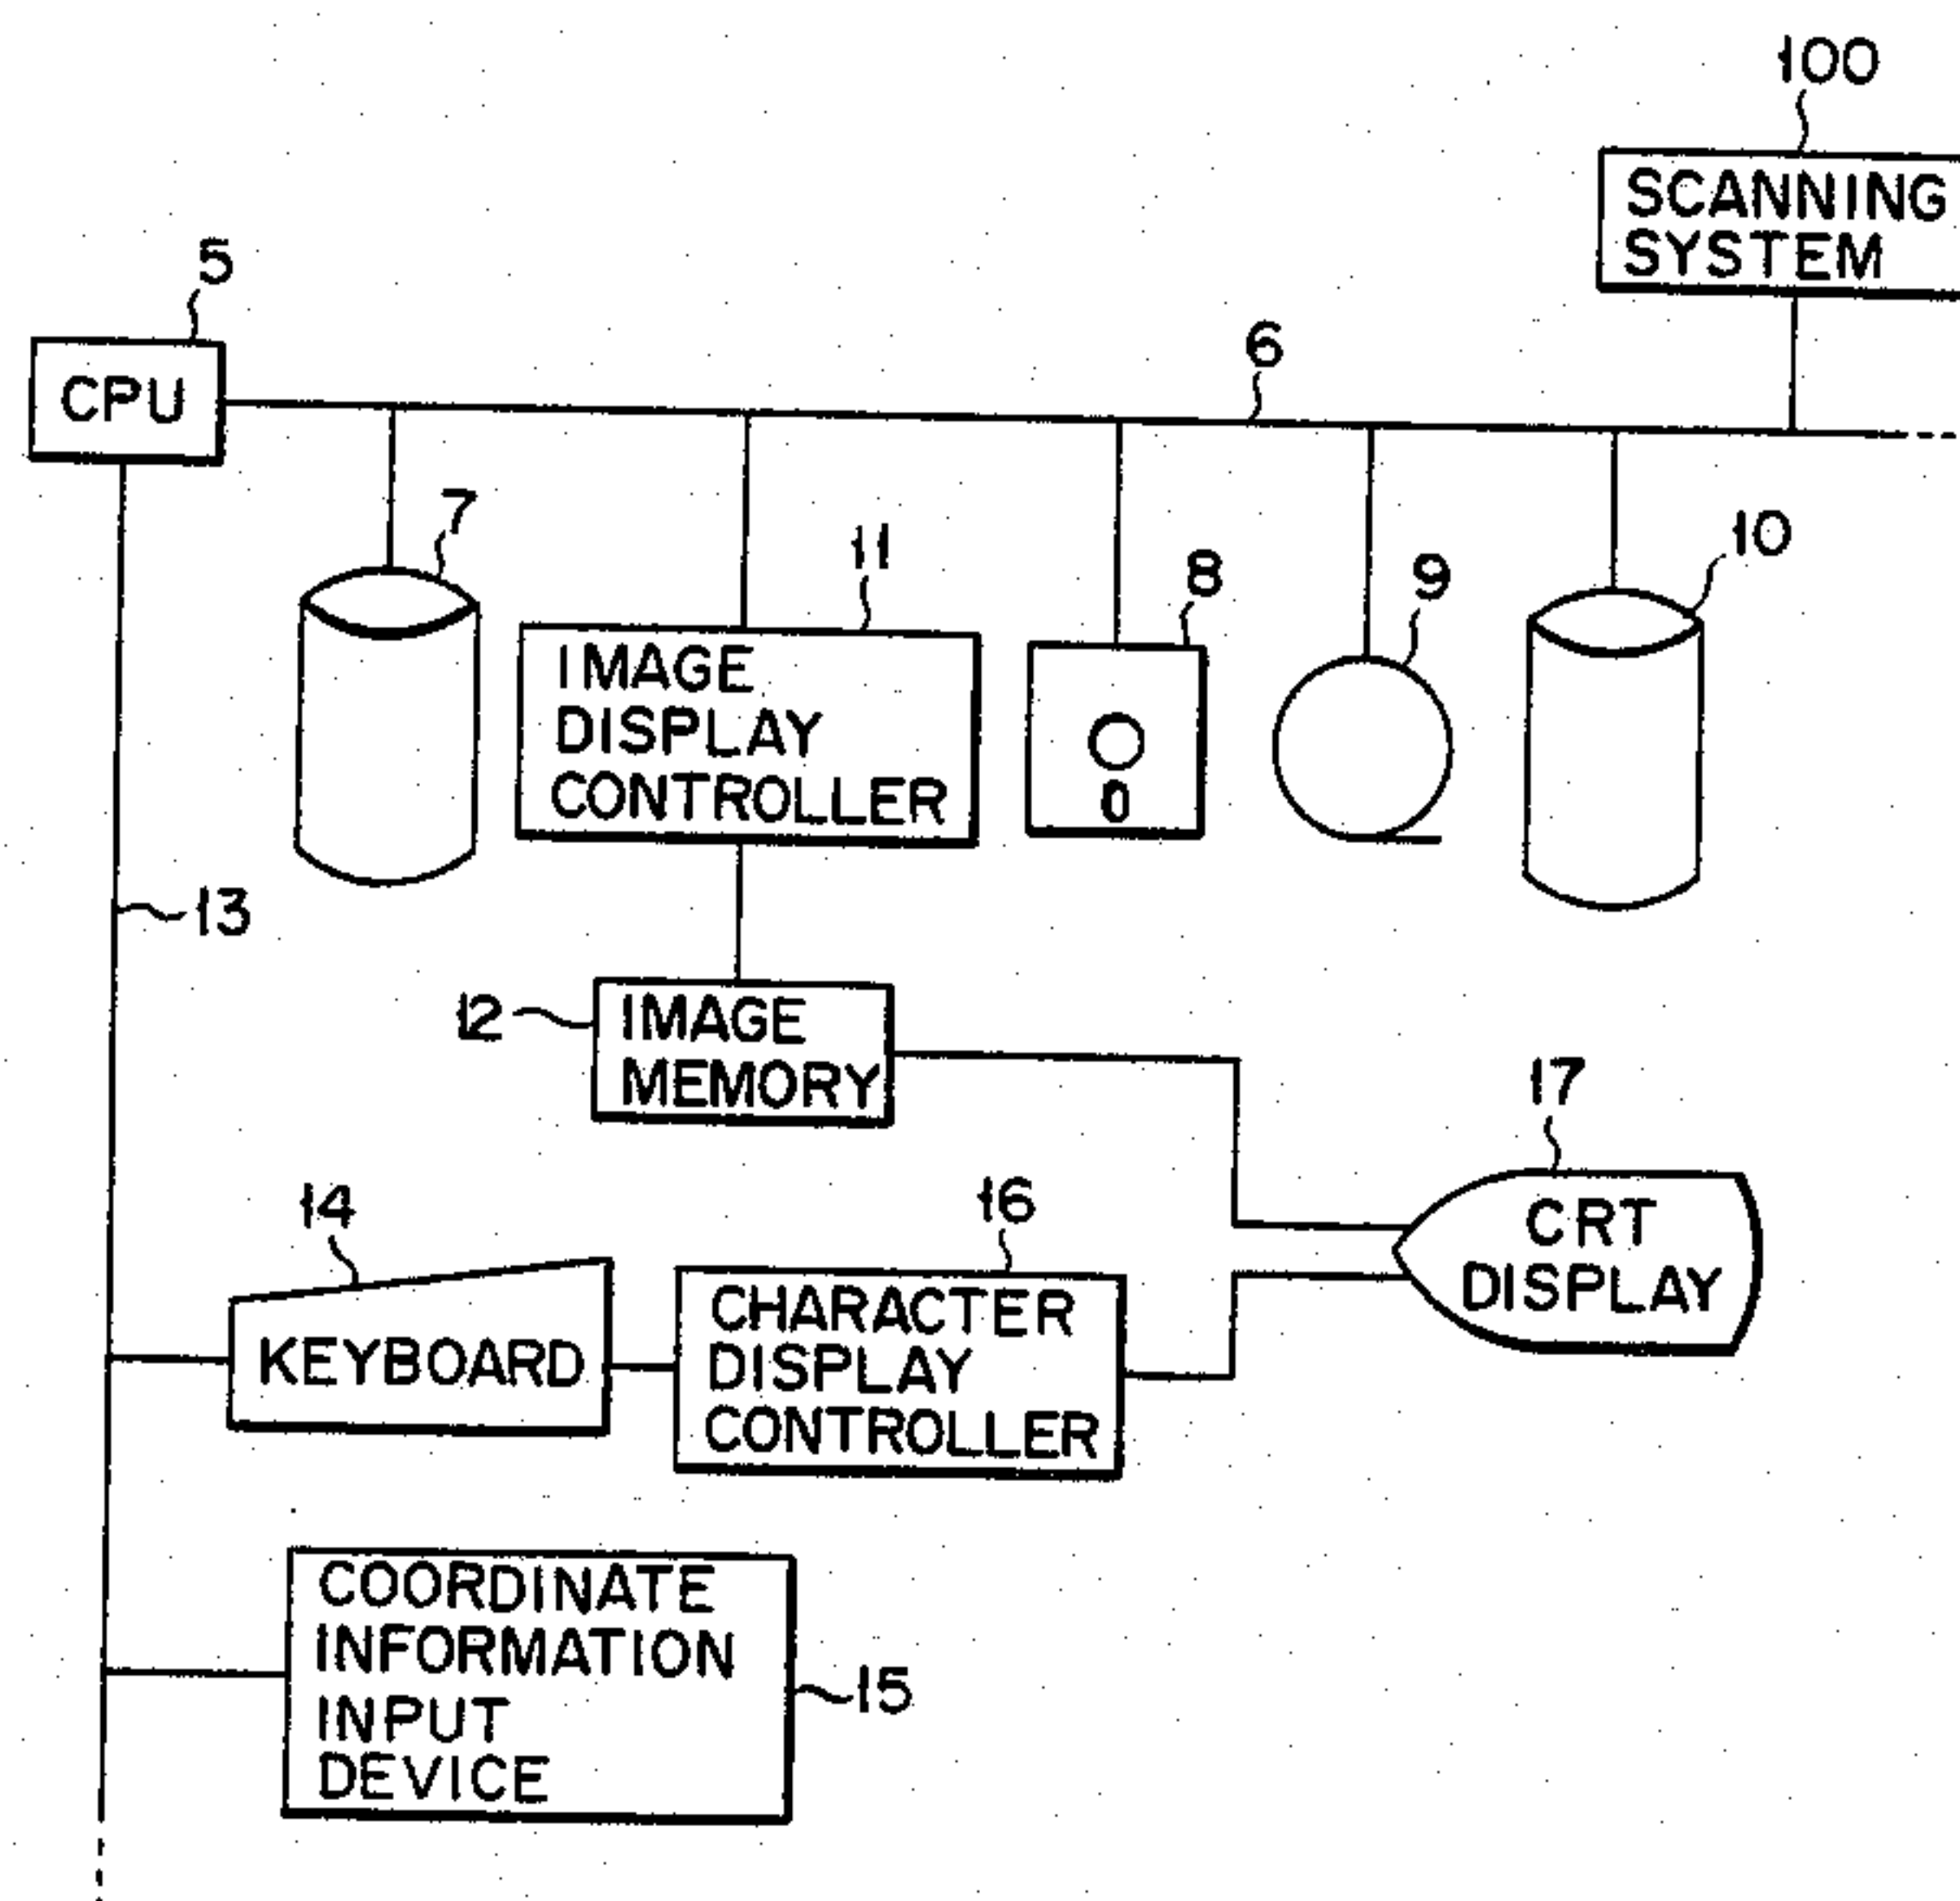 100
SCANNING
SYSTEM
5
CPU
6
7
11
8
9
10
IMAGE
DISPLAY
CONTROLLER
13
12
IMAGE
MEMORY
17
CRT
DISPLAY
14
KEYBOARD
16
CHARACTER
DISPLAY
CONTROLLER
COORDINATE
INFORMATION
INPUT
DEVICE
15